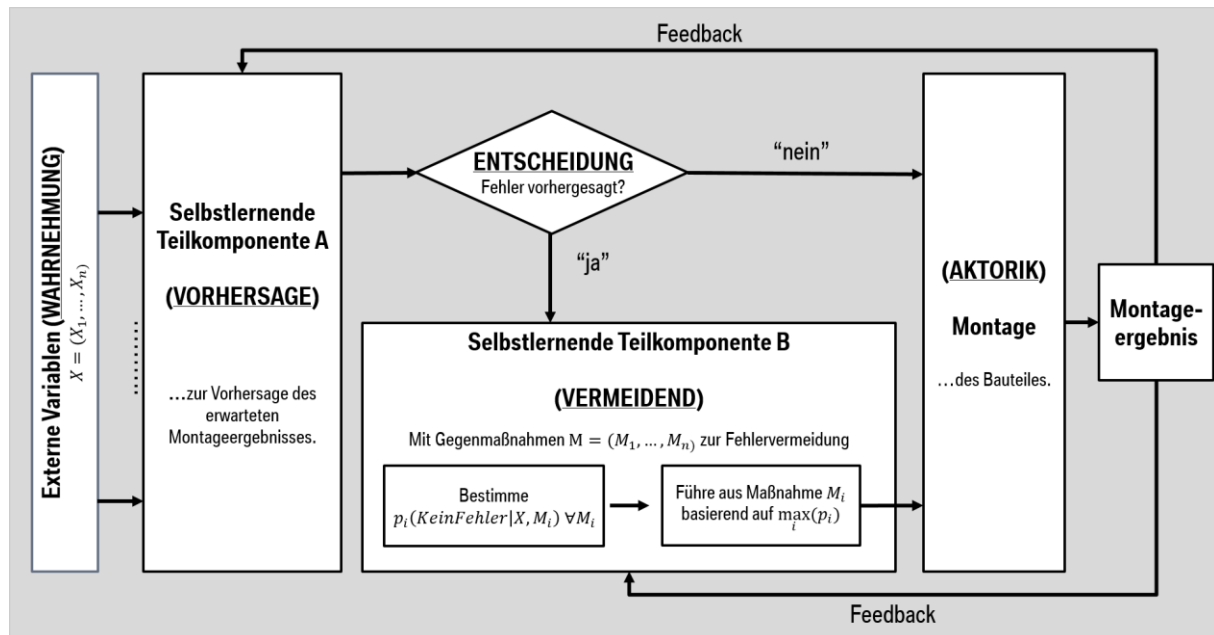 Feedback
Externe Variablen (WAHRNEHMUNG)
X = (X₁, … , Xₙ)
Selbstlernende
Teilkomponente A
(VORHERSAGE)
…zur Vorhersage des
erwarteten
Montageergebnisses.
ENTSCHEIDUNG
Fehler vorhergesagt?
“nein”
“ja”
Selbstlernende Teilkomponente B
(VERMEIDEND)
Mit Gegenmaßnahmen M = (M₁, … , Mₙ) zur Fehlervermeidung
Bestimme
pᵢ(KeinFehler|X, Mᵢ) ∀Mᵢ
Führe aus Maßnahme Mᵢ
basierend auf max(pᵢ)
i
(AKTORIK)
Montage
…des Bauteiles.
Montage-
ergebnis
Feedback